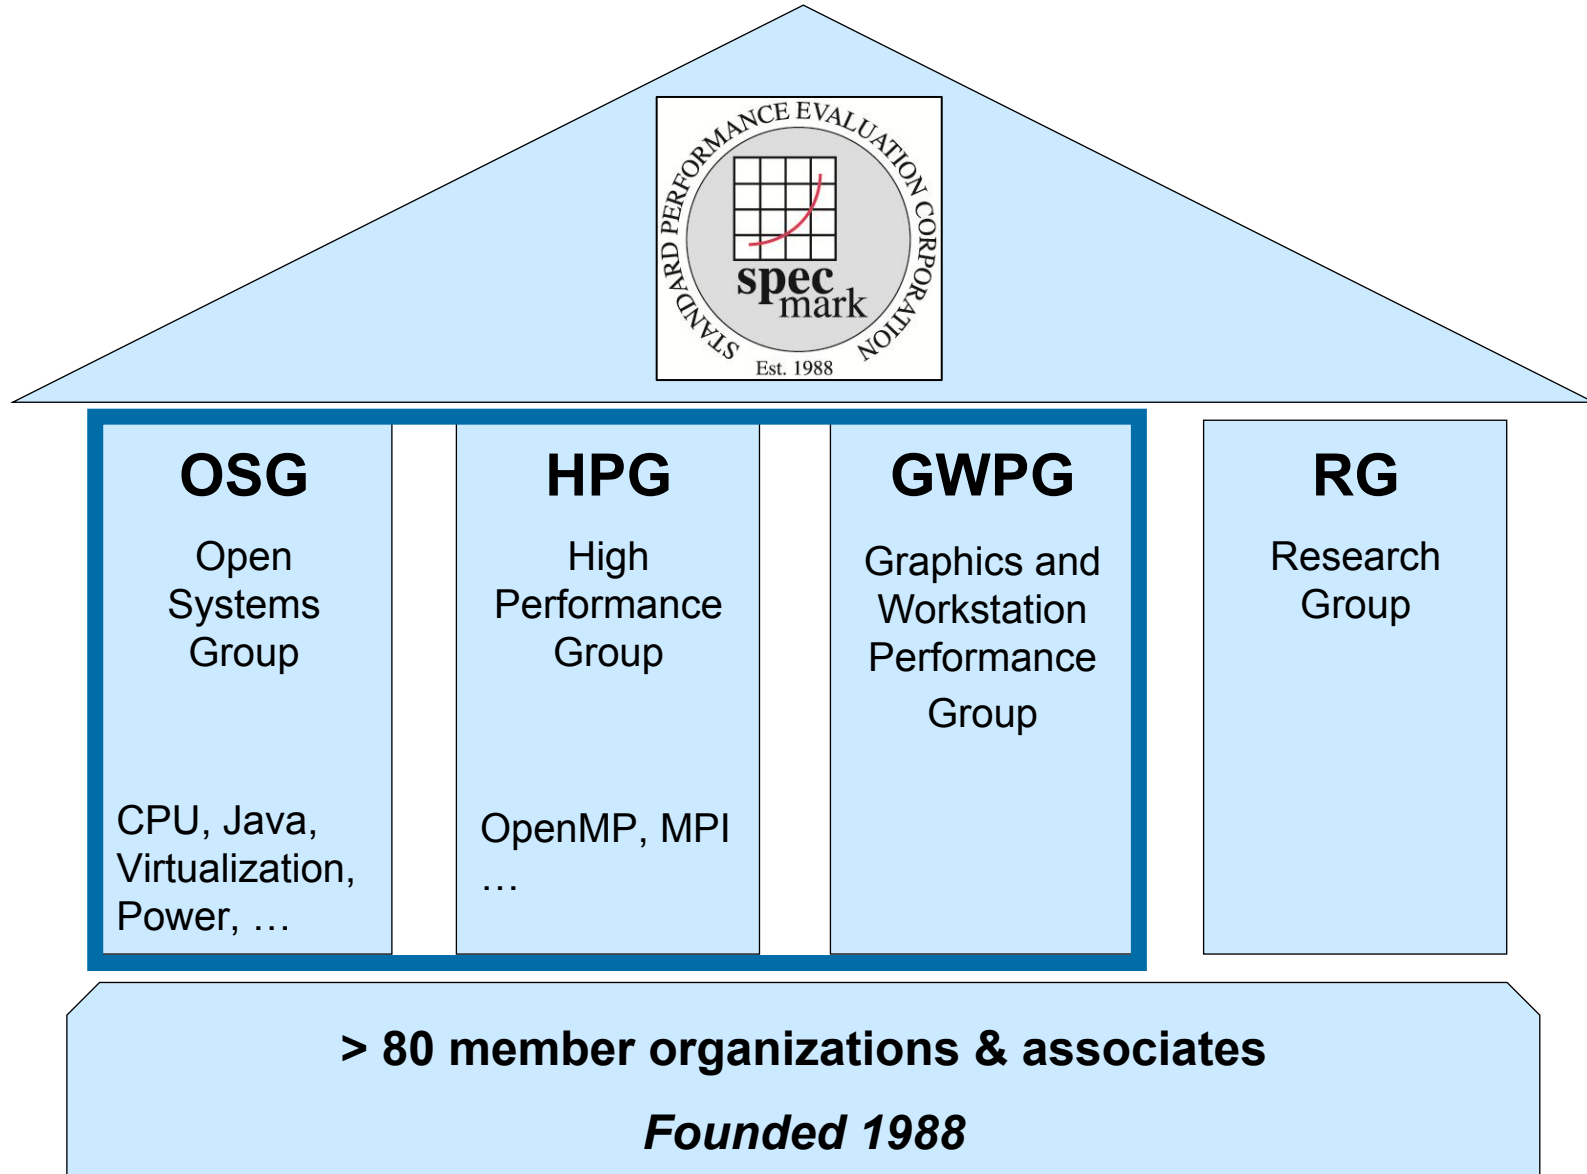 STANDARD PERFORMANCE EVALUATION CORPORATION
spec
mark
Est. 1988
OSG
Open
Systems
Group
CPU, Java,
Virtualization,
Power, …
HPG
High
Performance
Group
OpenMP, MPI
…
GWPG
Graphics and
Workstation
Performance
Group
RG
Research
Group
> 80 member organizations & associates
Founded 1988